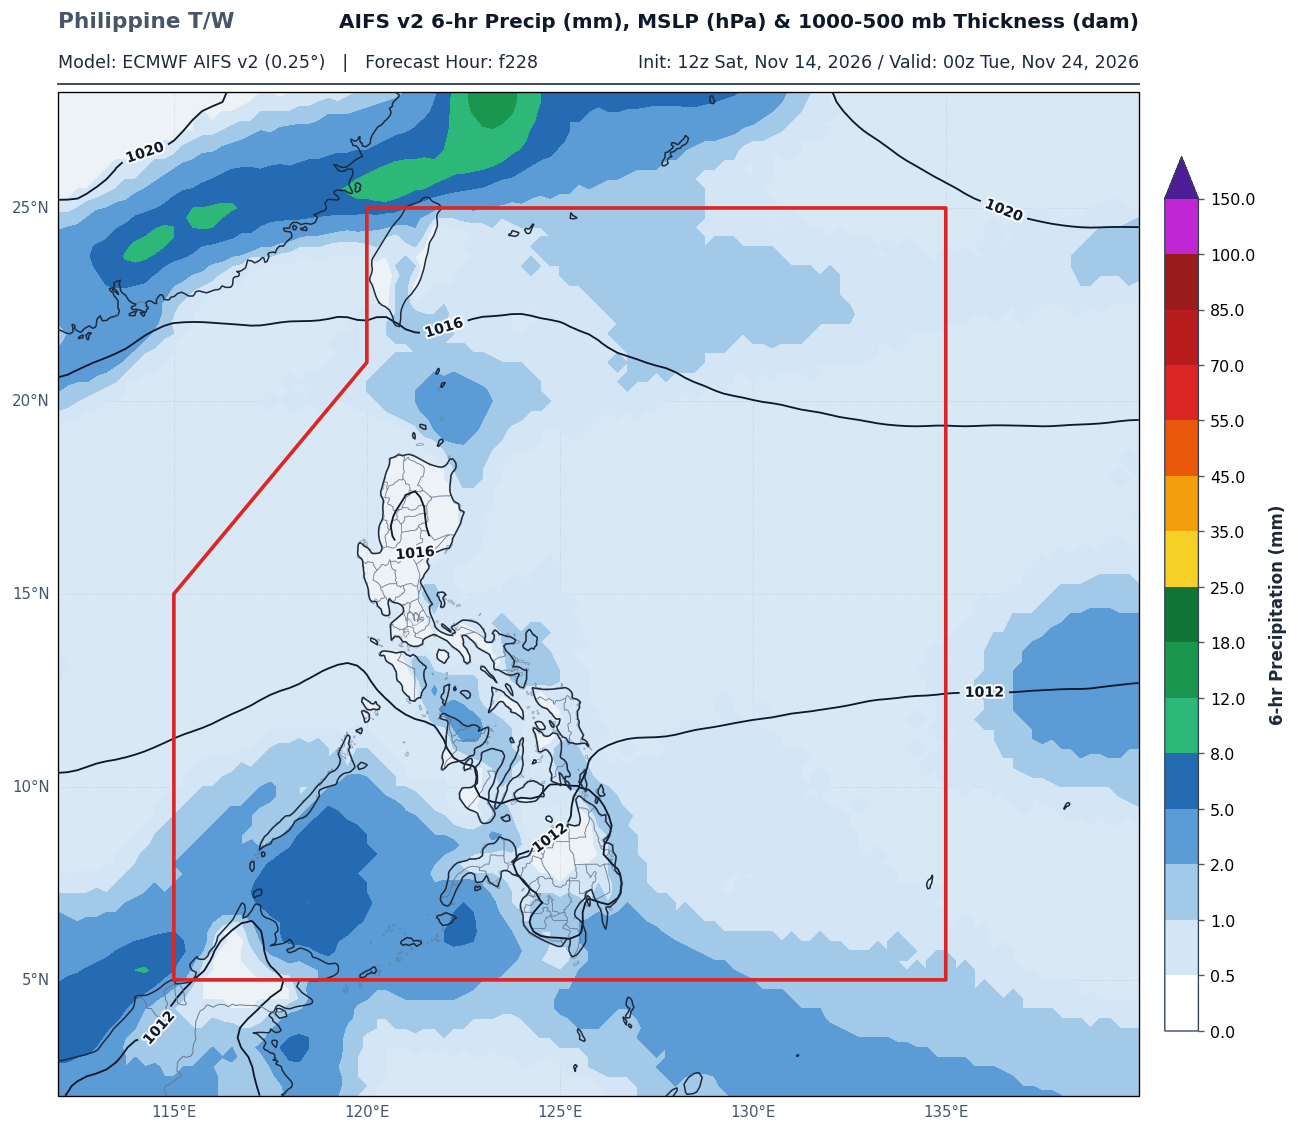 Philippine T/W
AIFS v2 6-hr Precip (mm), MSLP (hPa) & 1000-500 mb Thickness (dam)
Model: ECMWF AIFS v2 (0.25°) | Forecast Hour: f228
Init: 12z Sat, Nov 14, 2026 / Valid: 00z Tue, Nov 24, 2026
1020
1020
1016
1016
1012
1012
1012
25°N
20°N
15°N
10°N
5°N
115°E
120°E
125°E
130°E
135°E
150.0
100.0
85.0
70.0
55.0
45.0
35.0
25.0
18.0
12.0
8.0
5.0
2.0
1.0
0.5
0.0
6-hr Precipitation (mm)